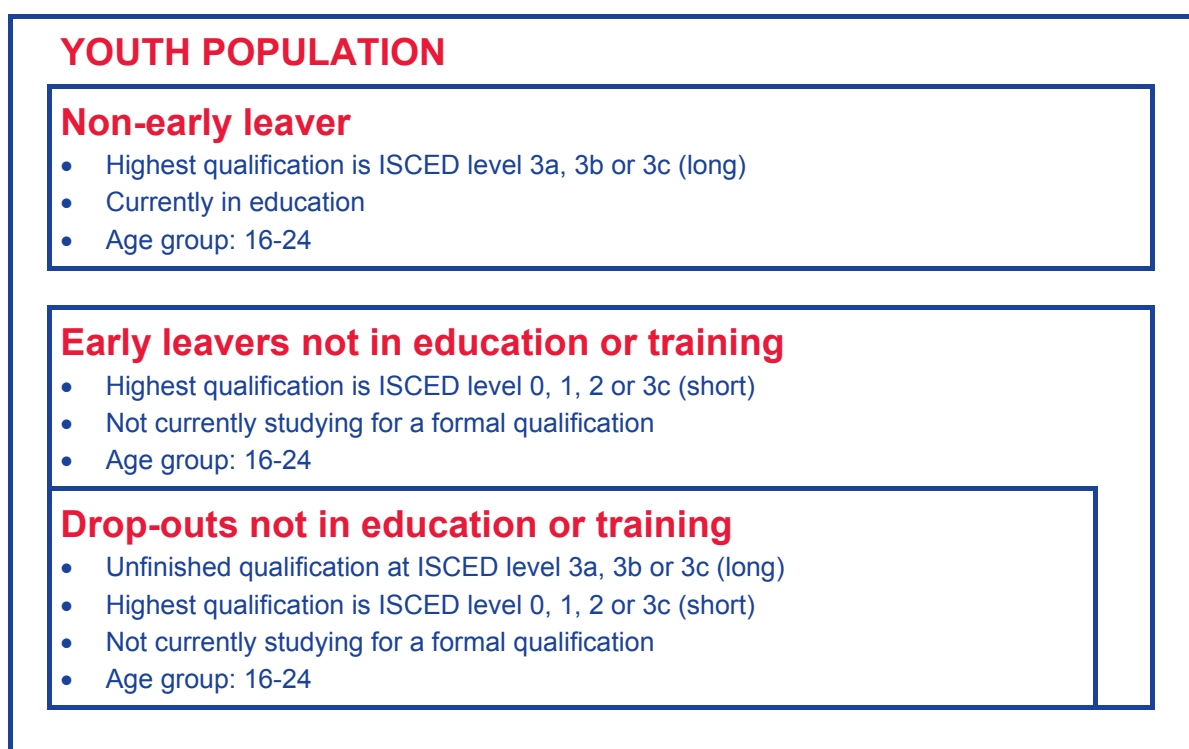 YOUTH POPULATION
Non-early leaver
• Highest qualification is ISCED level 3a, 3b or 3c (long)
• Currently in education
• Age group: 16-24
Early leavers not in education or training
• Highest qualification is ISCED level 0, 1, 2 or 3c (short)
• Not currently studying for a formal qualification
• Age group: 16-24
Drop-outs not in education or training
• Unfinished qualification at ISCED level 3a, 3b or 3c (long)
• Highest qualification is ISCED level 0, 1, 2 or 3c (short)
• Not currently studying for a formal qualification
• Age group: 16-24